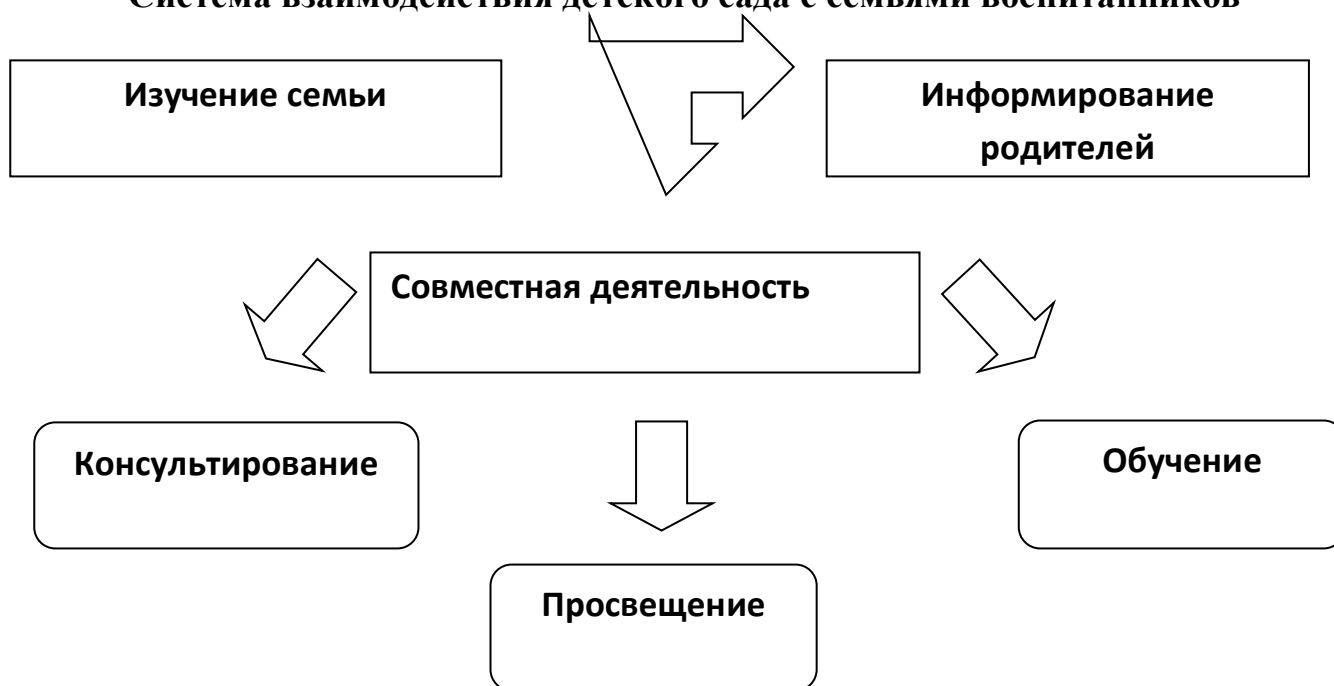 Система взаимодействия детского сада с семьями воспитанников
Изучение семьи
Информирование
родителей
Совместная деятельность
Консультирование
Обучение
Просвещение